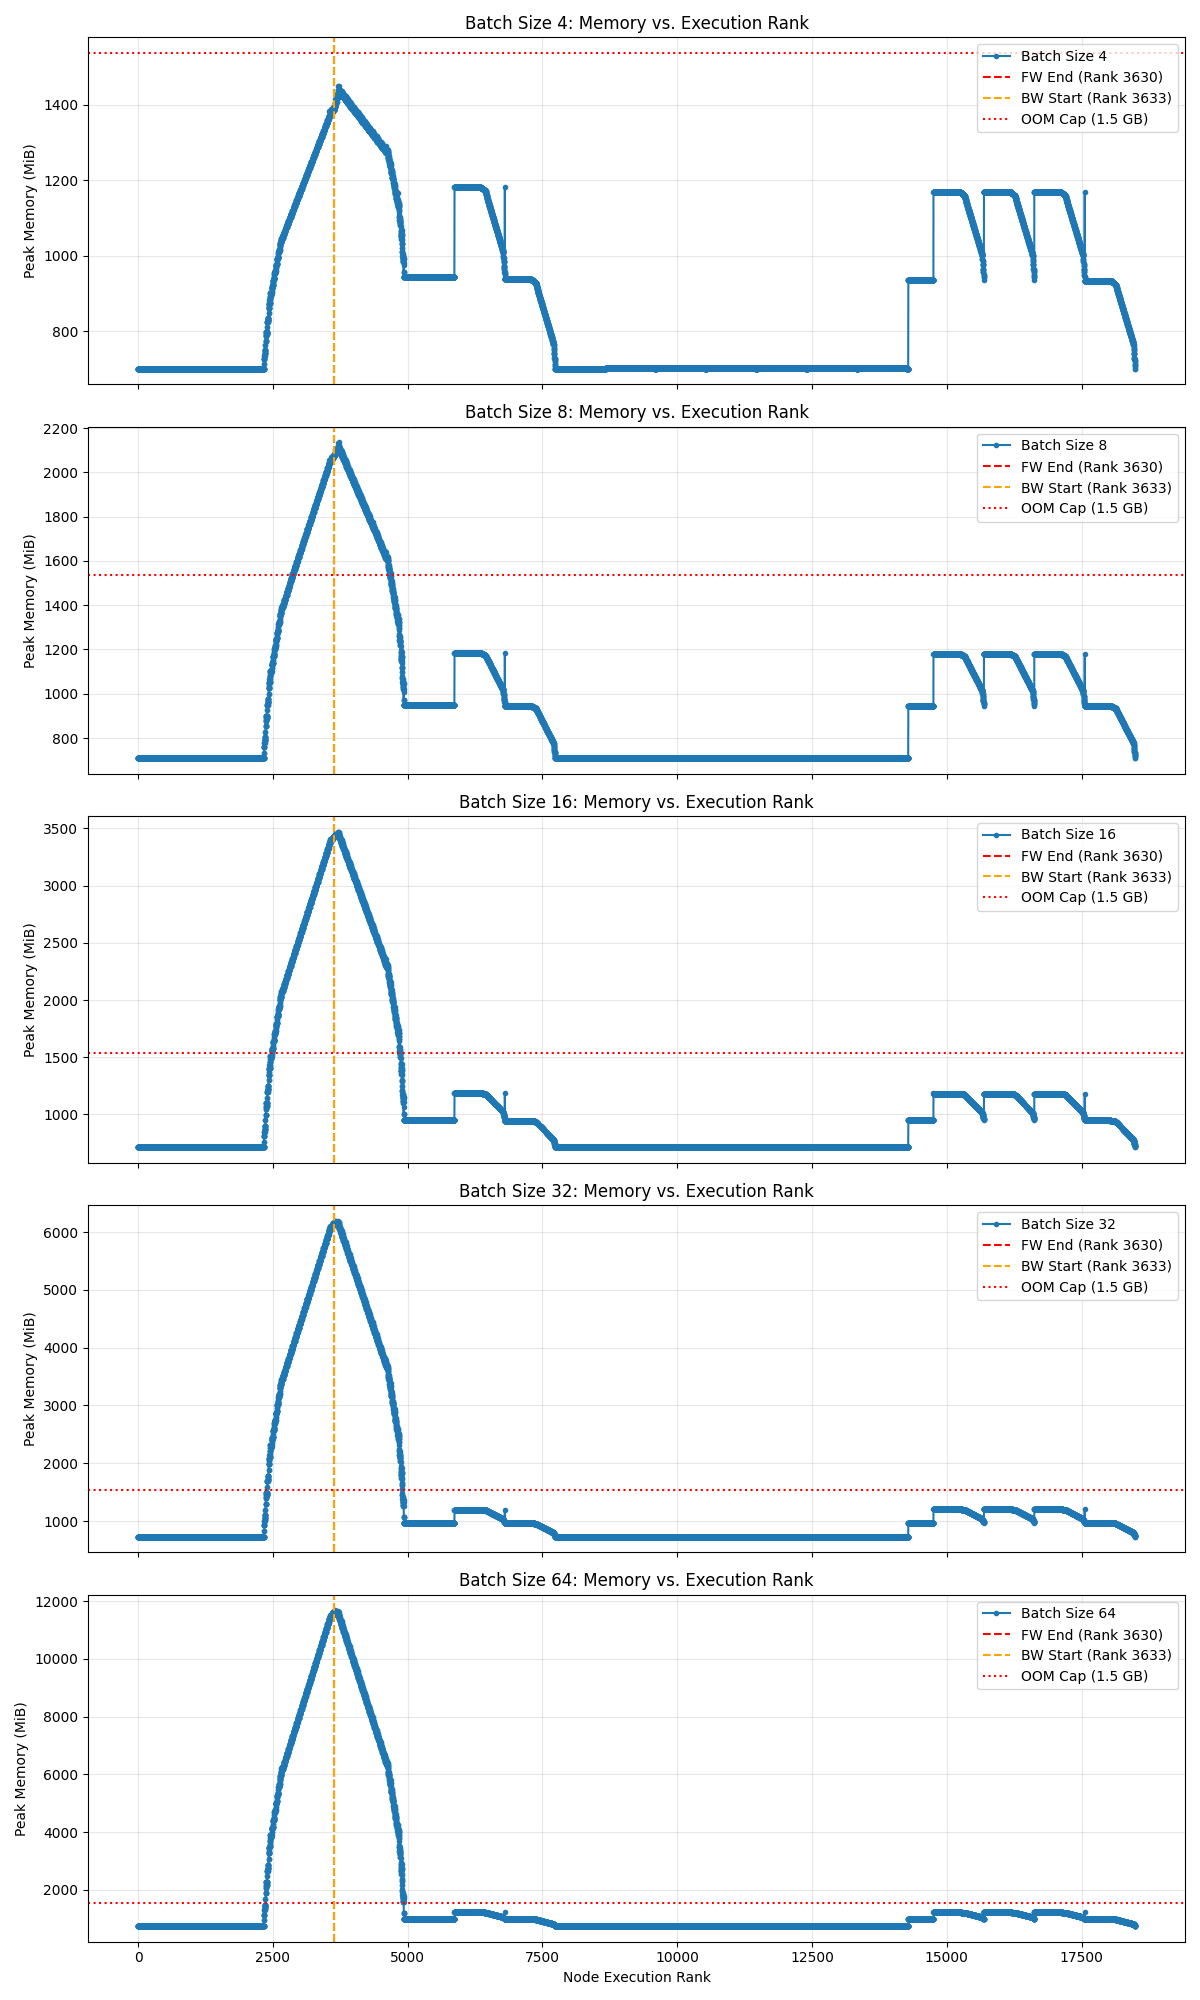 Batch Size 4: Memory vs. Execution Rank
Peak Memory (MiB)
1400
1200
1000
800
Batch Size 4
FW End (Rank 3630)
BW Start (Rank 3633)
OOM Cap (1.5 GB)
Batch Size 8: Memory vs. Execution Rank
Peak Memory (MiB)
2200
2000
1800
1600
1400
1200
1000
800
Batch Size 8
FW End (Rank 3630)
BW Start (Rank 3633)
OOM Cap (1.5 GB)
Batch Size 16: Memory vs. Execution Rank
Peak Memory (MiB)
3500
3000
2500
2000
1500
1000
Batch Size 16
FW End (Rank 3630)
BW Start (Rank 3633)
OOM Cap (1.5 GB)
Batch Size 32: Memory vs. Execution Rank
Peak Memory (MiB)
6000
5000
4000
3000
2000
1000
Batch Size 32
FW End (Rank 3630)
BW Start (Rank 3633)
OOM Cap (1.5 GB)
Batch Size 64: Memory vs. Execution Rank
Peak Memory (MiB)
12000
10000
8000
6000
4000
2000
Batch Size 64
FW End (Rank 3630)
BW Start (Rank 3633)
OOM Cap (1.5 GB)
0 2500 5000 7500 10000 12500 15000 17500
Node Execution Rank